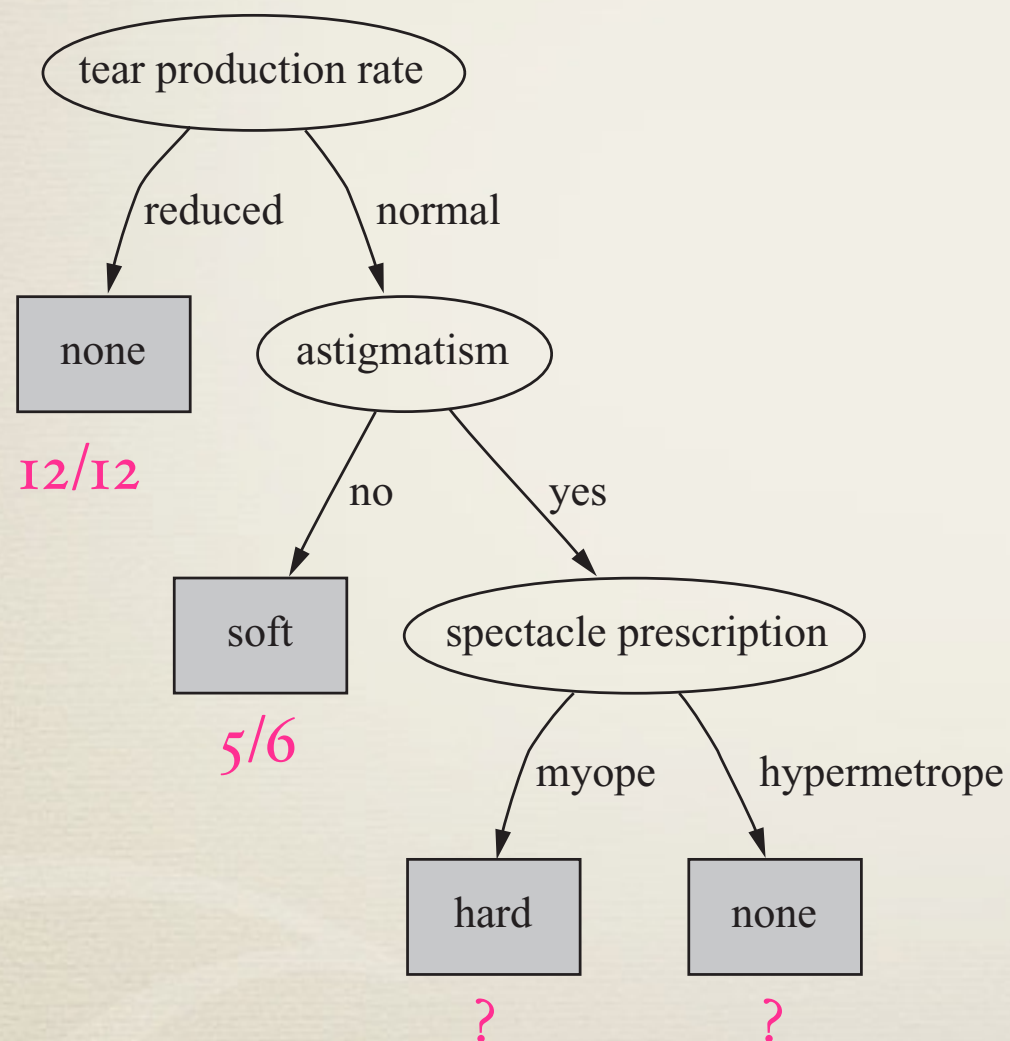 tear production rate
reduced
normal
none
astigmatism
12/12
no
yes
soft
spectacle prescription
5/6
myope
hypermetrope
hard
none
?
?